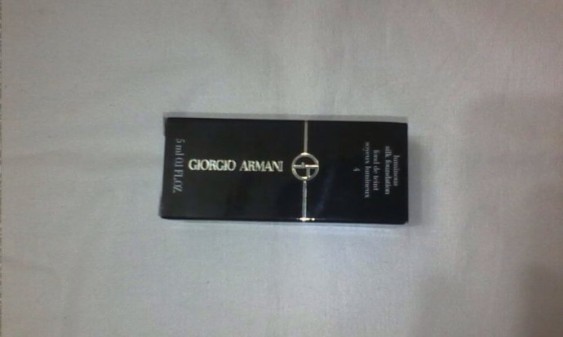 luminous
silk foundation
fond de teint
soyeux lumineux
4
GIORGIO ARMANI
5 ml 0.1 FL.OZ.